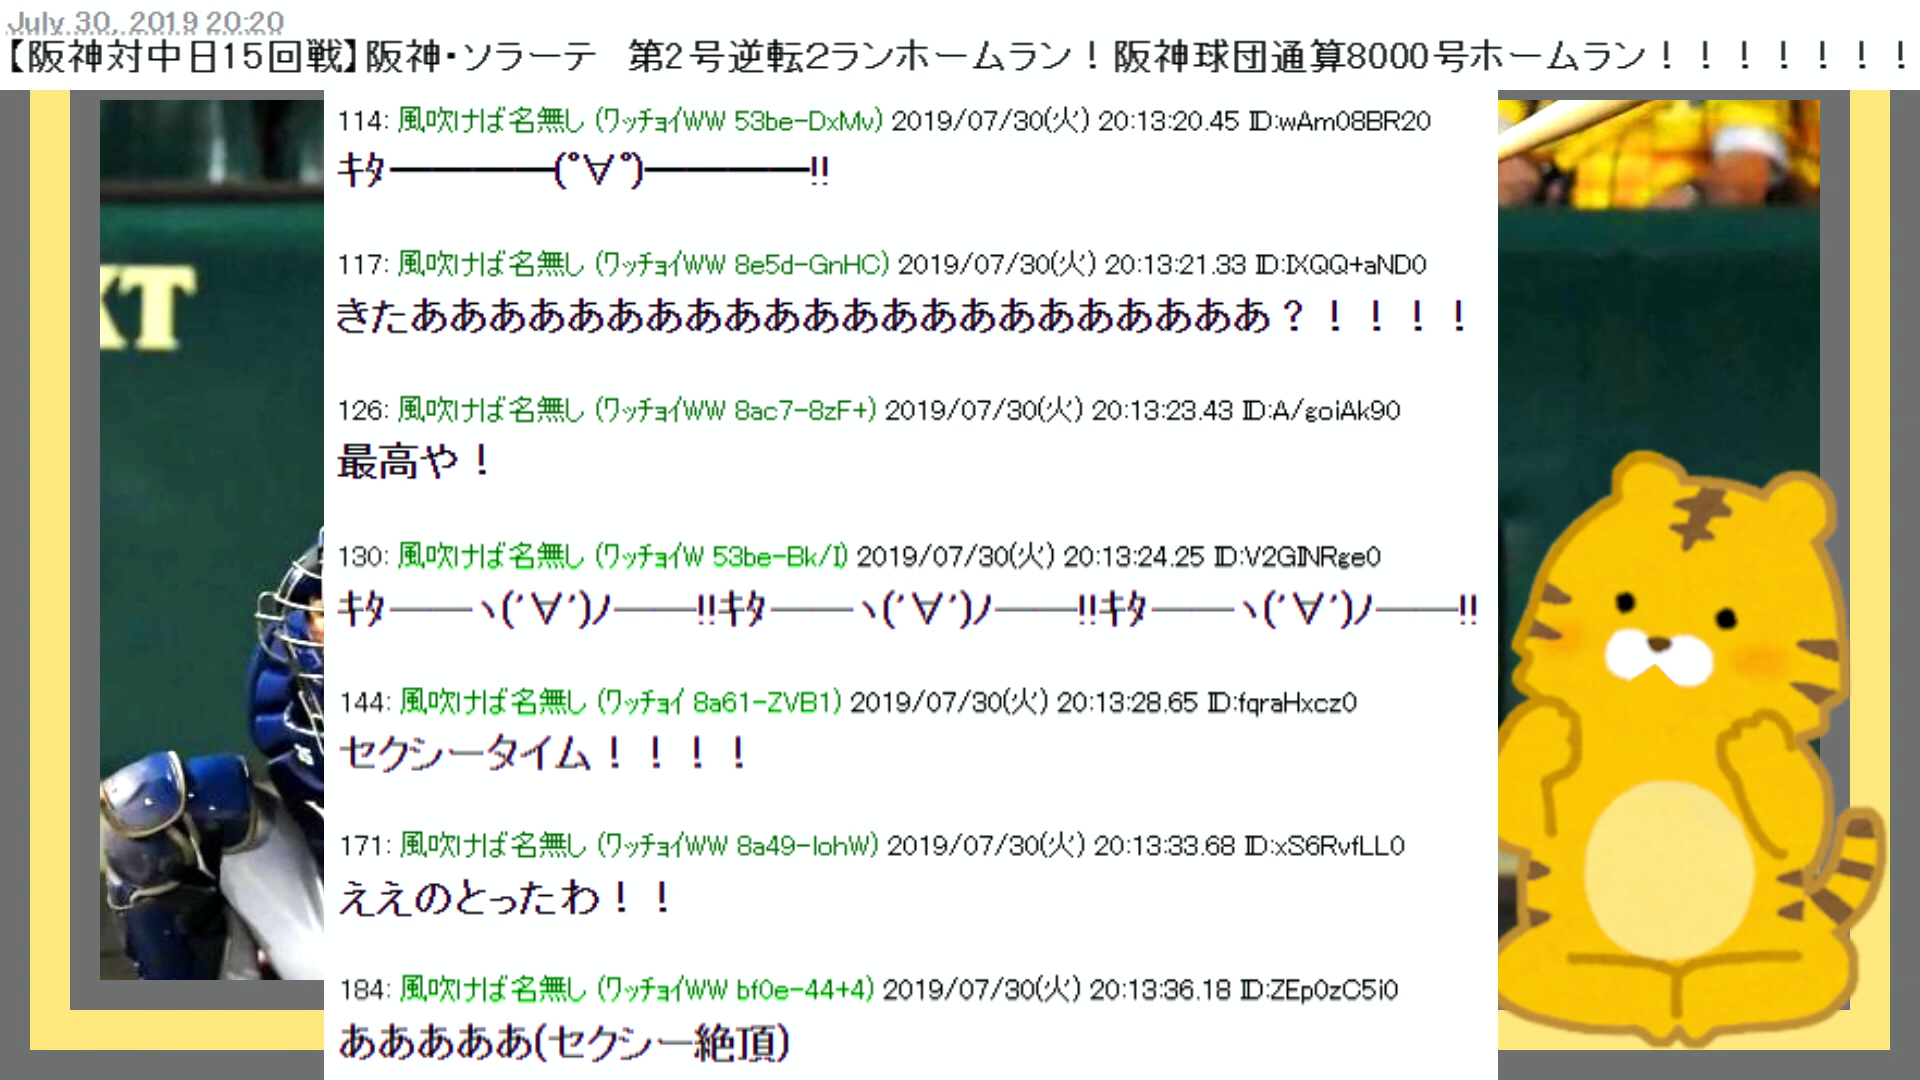 July 30, 2019 20:20
【阪神対中日15回戦】阪神・ソラーテ　第2号逆転2ランホームラン！阪神球団通算8000号ホームラン！！！！！！！
114: 風吹けば名無し (ﾜｯﾁｮｲWW 53be-DxMv) 2019/07/30(火) 20:13:20.45 ID:wAm08BR20
ｷﾀ━━━━(ﾟ∀ﾟ)━━━━!!
117: 風吹けば名無し (ﾜｯﾁｮｲWW 8e5d-GnHC) 2019/07/30(火) 20:13:21.33 ID:IXQQ+aND0
きたああああああああああああああああああああああ？！！！！
126: 風吹けば名無し (ﾜｯﾁｮｲWW 8ac7-8zF+) 2019/07/30(火) 20:13:23.43 ID:A/goiAk90
最高や！
130: 風吹けば名無し (ﾜｯﾁｮｲW 53be-Bk/I) 2019/07/30(火) 20:13:24.25 ID:V2GINRge0
ｷﾀ――ヽ('∀')ﾉ――!!ｷﾀ――ヽ('∀')ﾉ――!!ｷﾀ――ヽ('∀')ﾉ――!!
144: 風吹けば名無し (ﾜｯﾁｮｲ 8a61-ZVB1) 2019/07/30(火) 20:13:28.65 ID:fqraHxcz0
セクシータイム！！！！
171: 風吹けば名無し (ﾜｯﾁｮｲWW 8a49-lohW) 2019/07/30(火) 20:13:33.68 ID:xS6RvfLL0
ええのとったわ！！
184: 風吹けば名無し (ﾜｯﾁｮｲWW bf0e-44+4) 2019/07/30(火) 20:13:36.18 ID:ZEp0zC5i0
あああああ(セクシー絶頂)